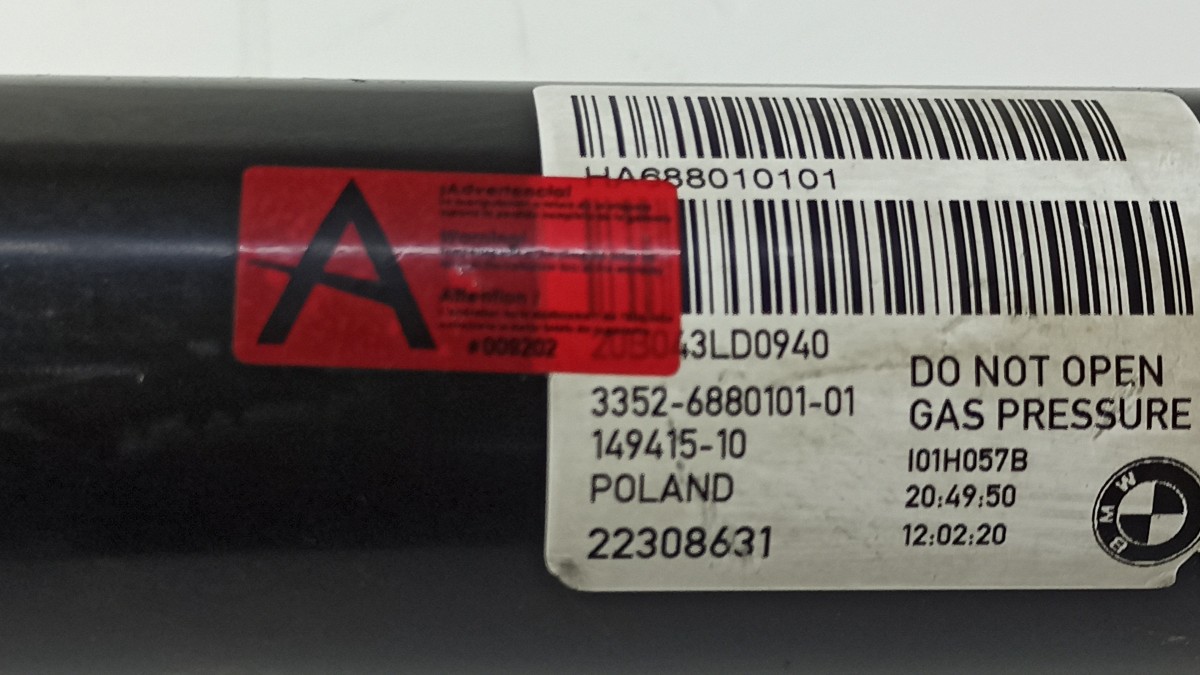 HA688010101
A
¡Advertencia!
Warning!
Attention !
#009202
20B043LD0940
3352-6880101-01
149415-10
POLAND
22308631
DO NOT OPEN
GAS PRESSURE
I01H057B
20:49:50
12:02:20
BMW